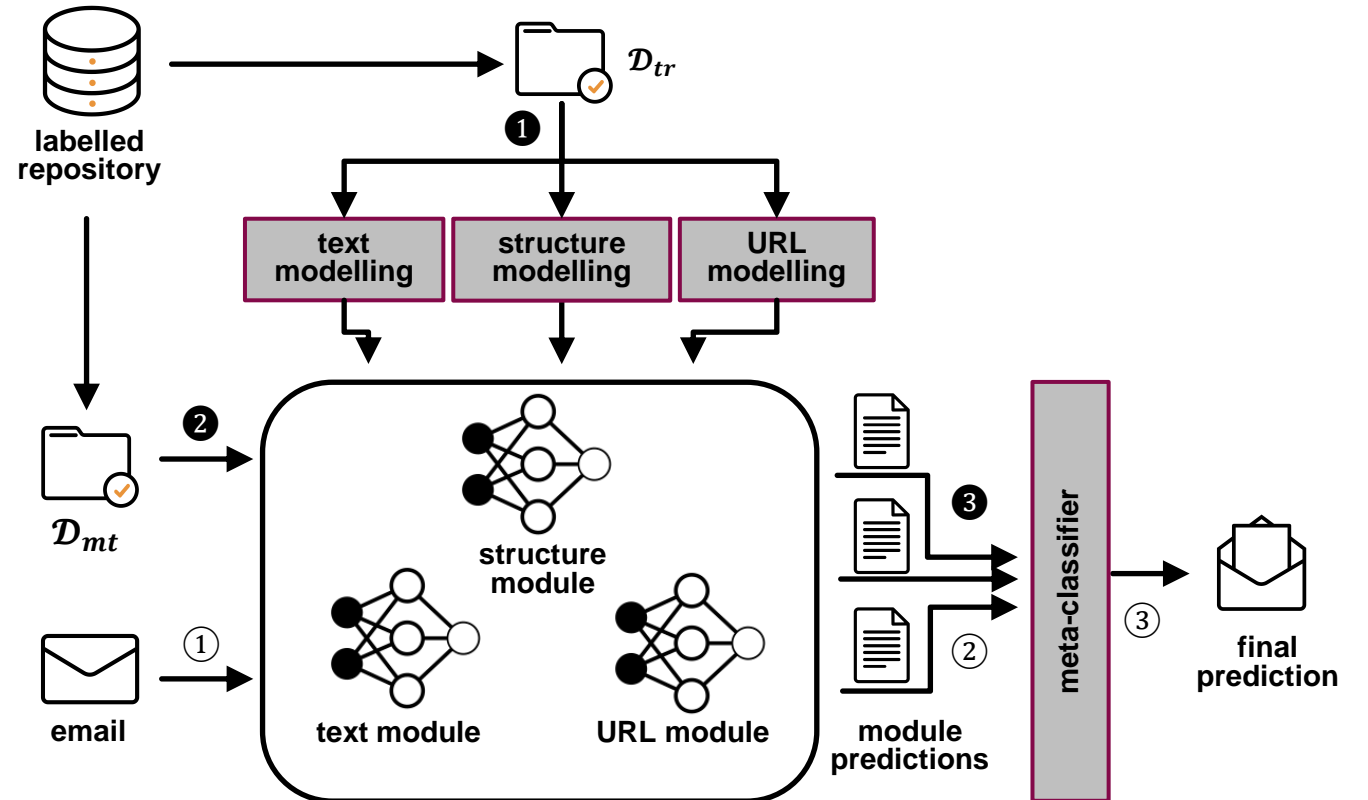 labelled
repository
𝒟tr
❶
text
modelling
structure
modelling
URL
modelling
❷
𝒟mt
structure
module
❸
meta-classifier
email
①
text module
URL module
module
predictions
②
③
final
prediction